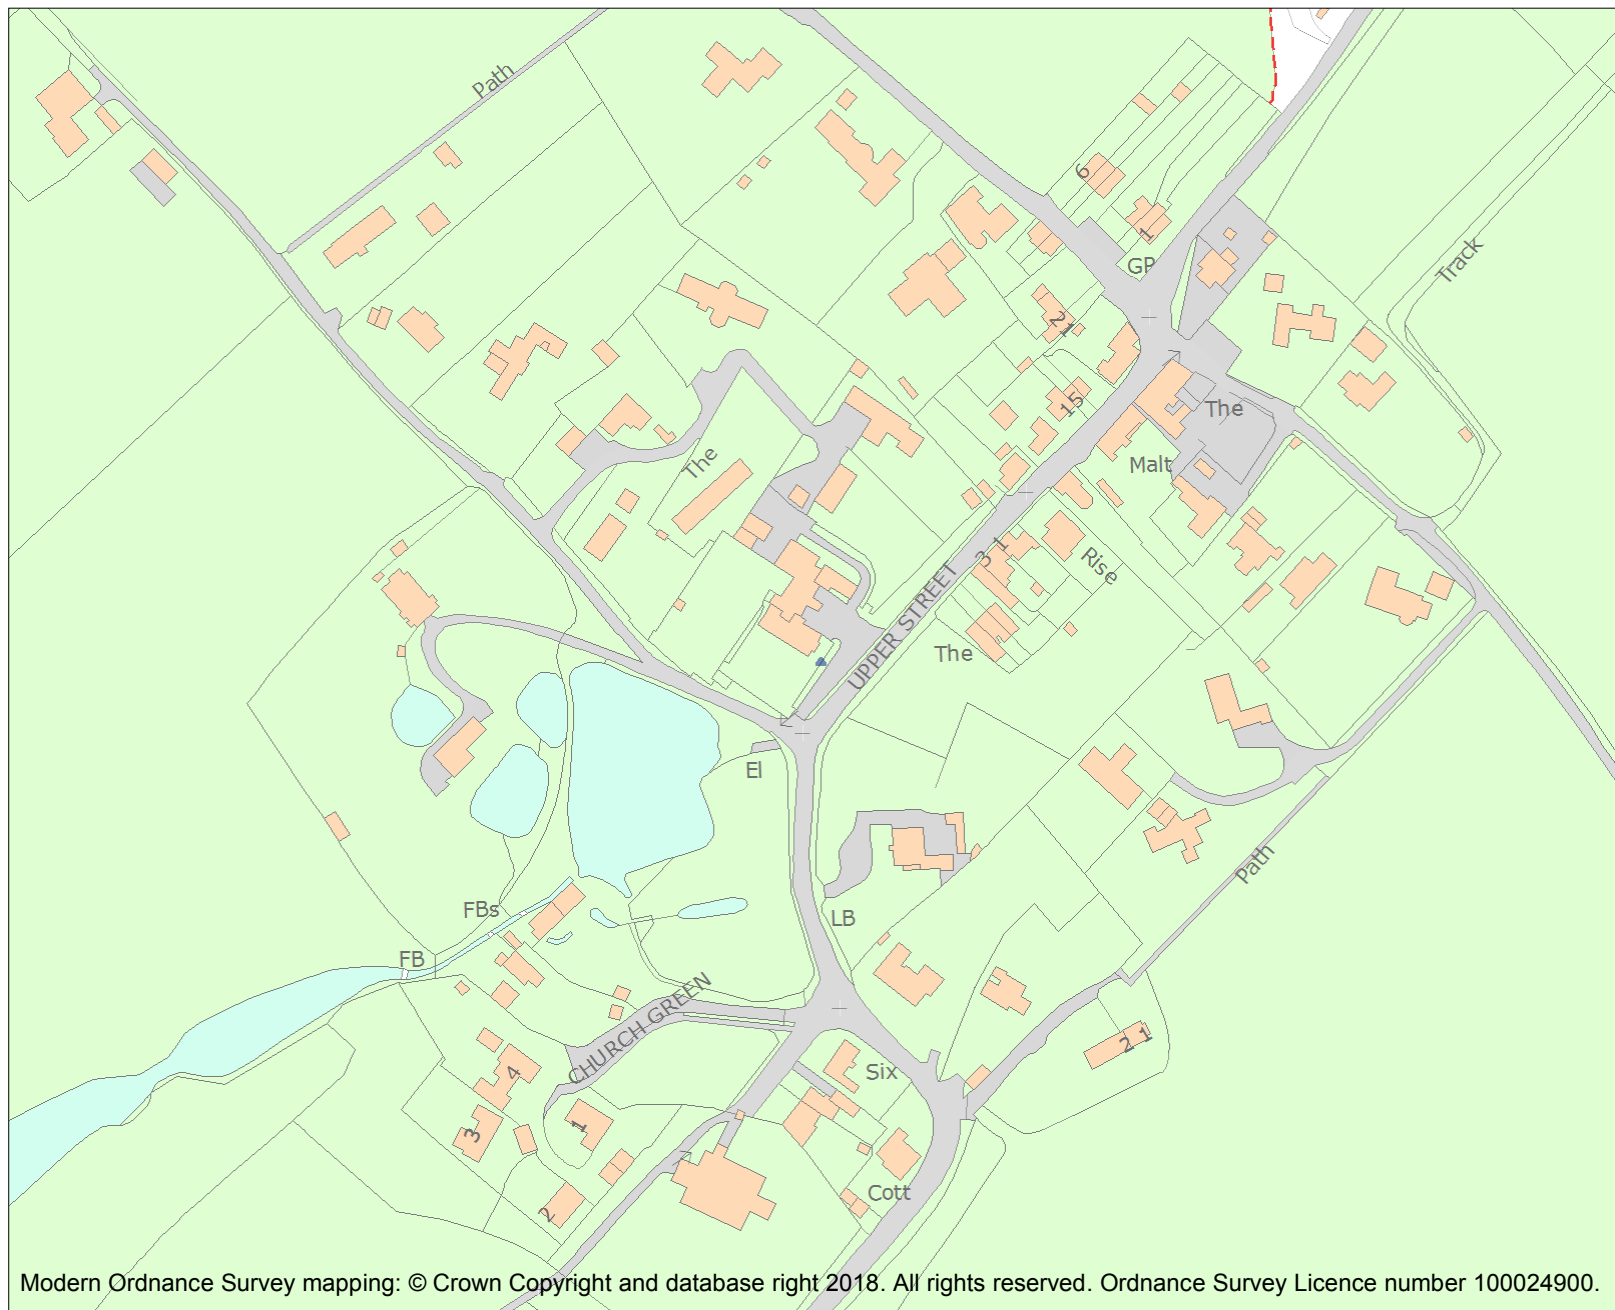 Path
6
1
GP
Track
21
15
The
The
Malt
3 1
Rise
UPPER STREET
The
El
Path
LB
FBs
FB
CHURCH GREEN
2 1
Six
4
3
1
2
Cott
Modern Ordnance Survey mapping: © Crown Copyright and database right 2018. All rights reserved. Ordnance Survey Licence number 100024900.